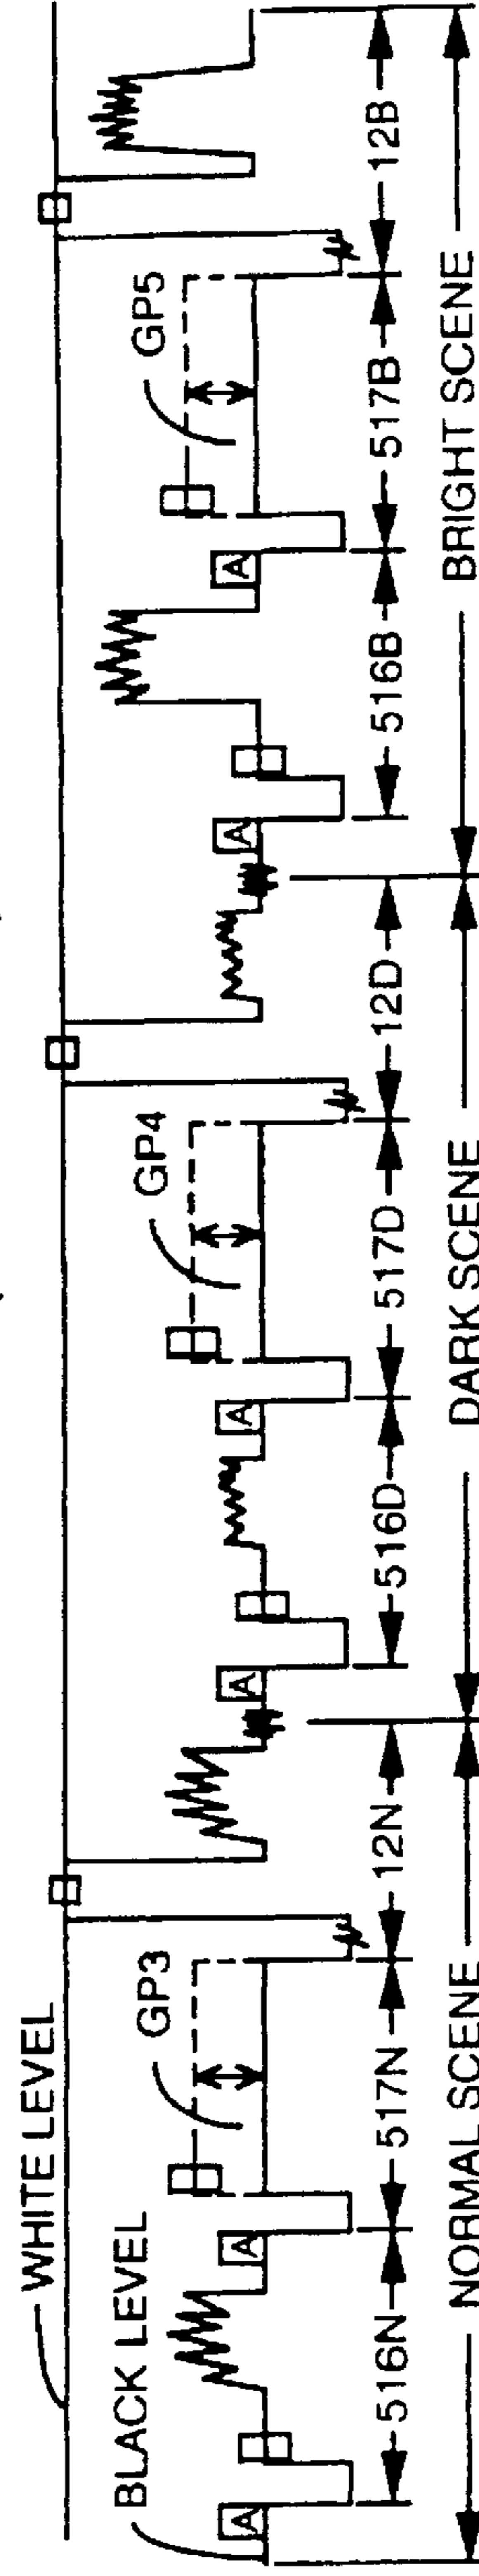 WHITE LEVEL
BLACK LEVEL
GP3
GP4
GP5
A A A A A A
516N 517N 12N 516D 517D 12D 516B 517B 12B
NORMAL SCENE DARK SCENE BRIGHT SCENE